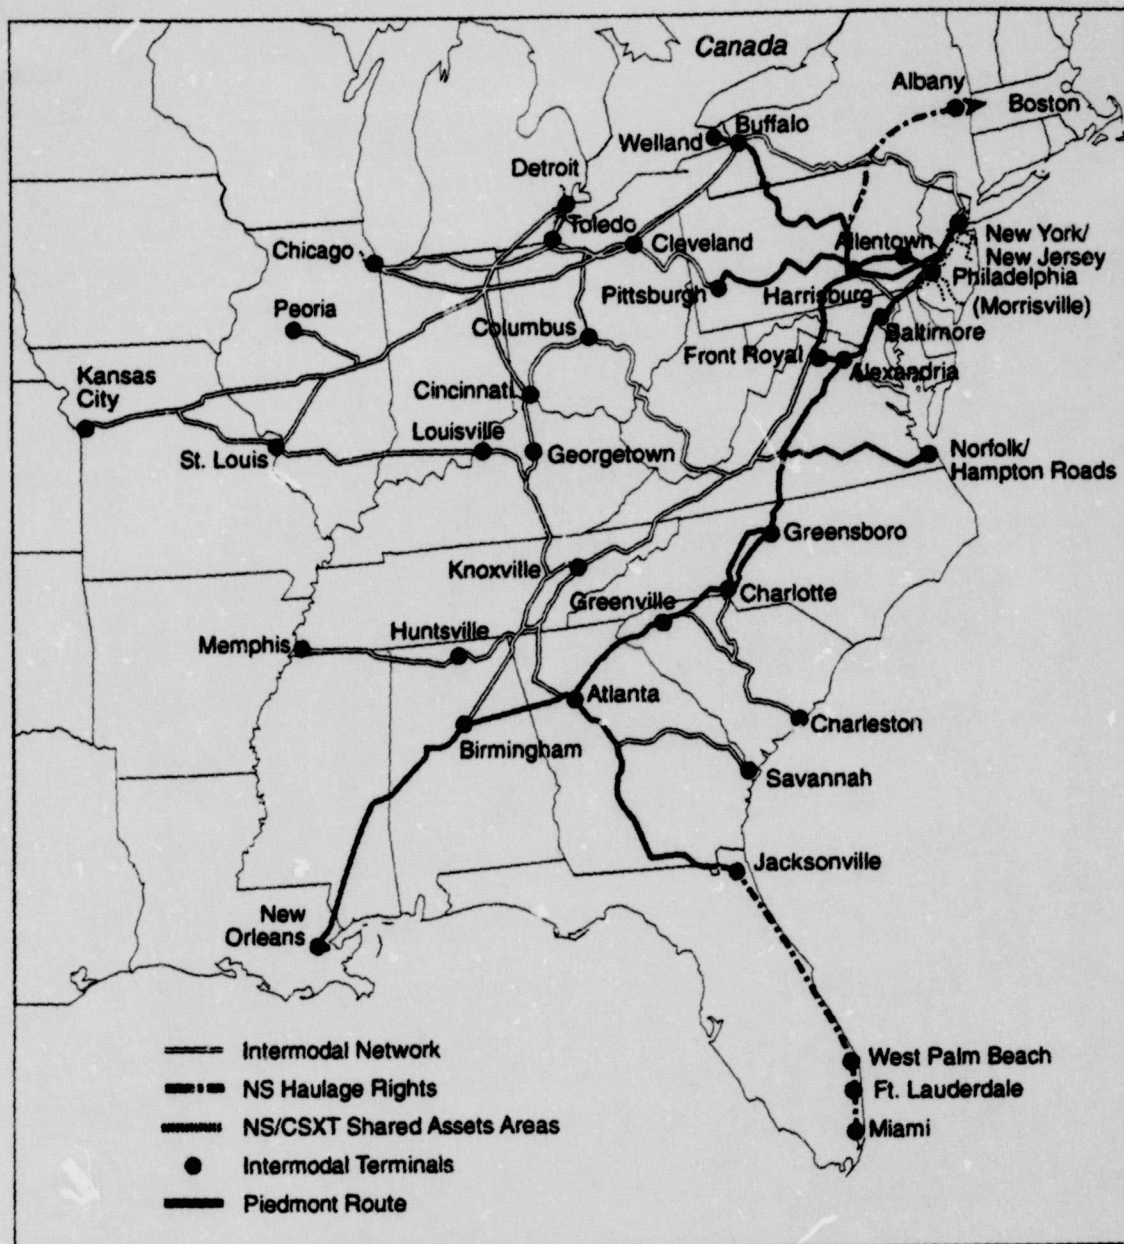 Canada
Albany
Boston
Buffalo
Welland
Detroit
Toledo
Cleveland
Chicago
Allentown
New York/
New Jersey
Philadelphia
(Morrisville)
Pittsburgh
Harrisburg
Peoria
Columbus
Baltimore
Front Royal
Alexandria
Kansas
City
Cincinnati
Louisville
St. Louis
Georgetown
Norfolk/
Hampton Roads
Greensboro
Knoxville
Charlotte
Greenville
Huntsville
Memphis
Atlanta
Charleston
Birmingham
Savannah
Jacksonville
New
Orleans
West Palm Beach
Ft. Lauderdale
Miami
Intermodal Network
NS Haulage Rights
NS/CSXT Shared Assets Areas
Intermodal Terminals
Piedmont Route